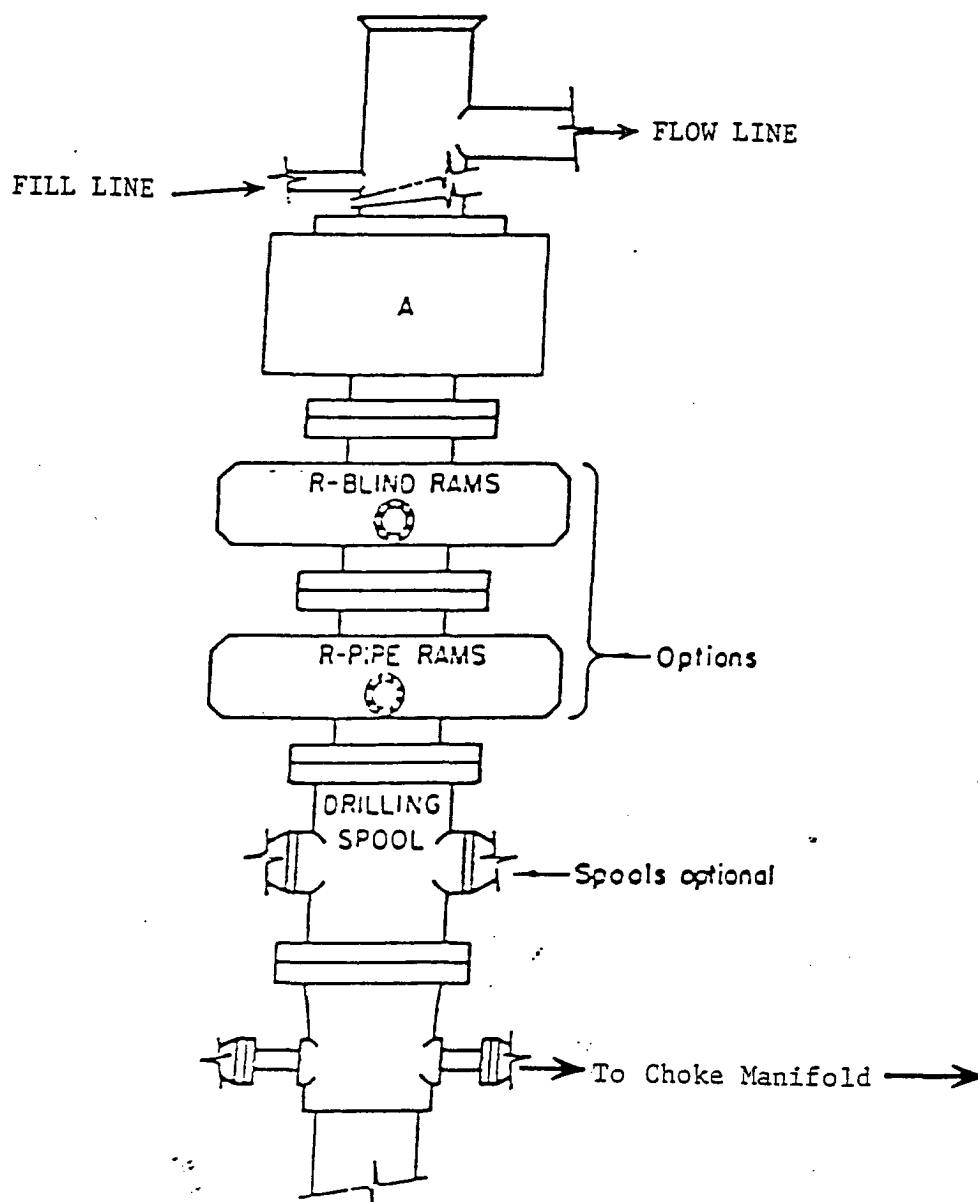 FLOW LINE
FILL LINE
A
R-BLIND RAMS
R-PIPE RAMS
Options
DRILLING
SPOOL
Spools optional
To Choke Manifold